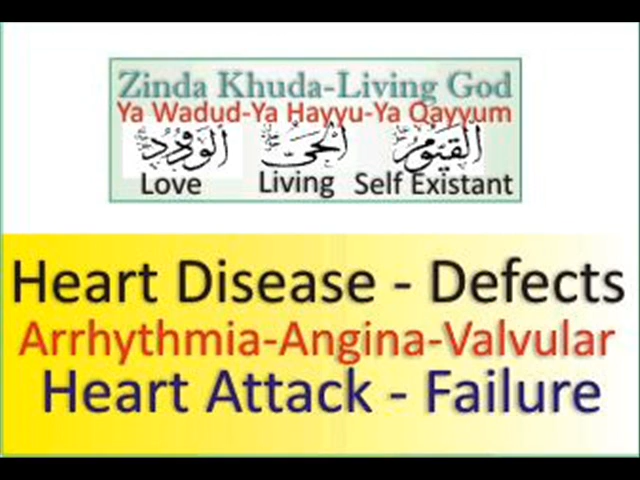 Zinda Khuda-Living God
Ya Wadud-Ya Hayyu-Ya Qayyum
الودود الحي القيوم
Love Living Self Existant
Heart Disease - Defects
Arrhythmia-Angina-Valvular
Heart Attack - Failure